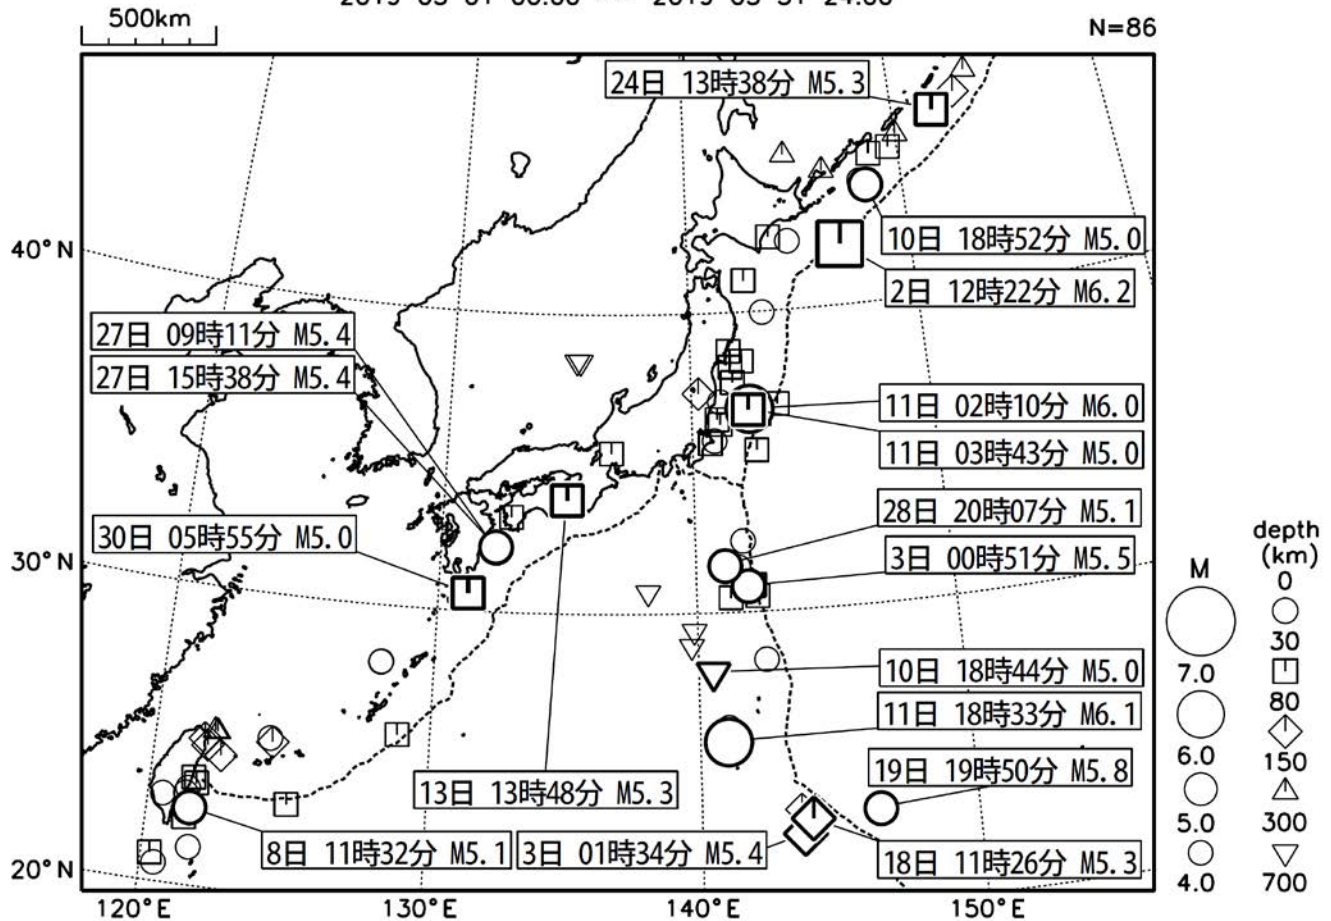 500km
2019-03-01 00:00 --- 2019-03-31 24:00
N=86
24日 13時38分 M5.3
40°N
10日 18時52分 M5.0
2日 12時22分 M6.2
27日 09時11分 M5.4
27日 15時38分 M5.4
11日 02時10分 M6.0
11日 03時43分 M5.0
28日 20時07分 M5.1
30日 05時55分 M5.0
3日 00時51分 M5.5
30°N
10日 18時44分 M5.0
11日 18時33分 M6.1
19日 19時50分 M5.8
13日 13時48分 M5.3
8日 11時32分 M5.1
3日 01時34分 M5.4
18日 11時26分 M5.3
20°N
120°E
130°E
140°E
150°E
M
7.0
6.0
5.0
4.0
depth
(km)
0
30
80
150
300
700